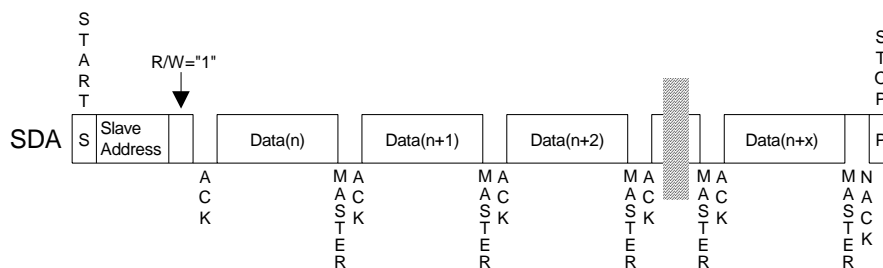 START
STOP
R/W="1"
SDA
S
Slave
Address
Data(n)
Data(n+1)
Data(n+2)
Data(n+x)
P
ACK
MASTER ACK
MASTER ACK
MASTER ACK
MASTER ACK
MASTER NACK